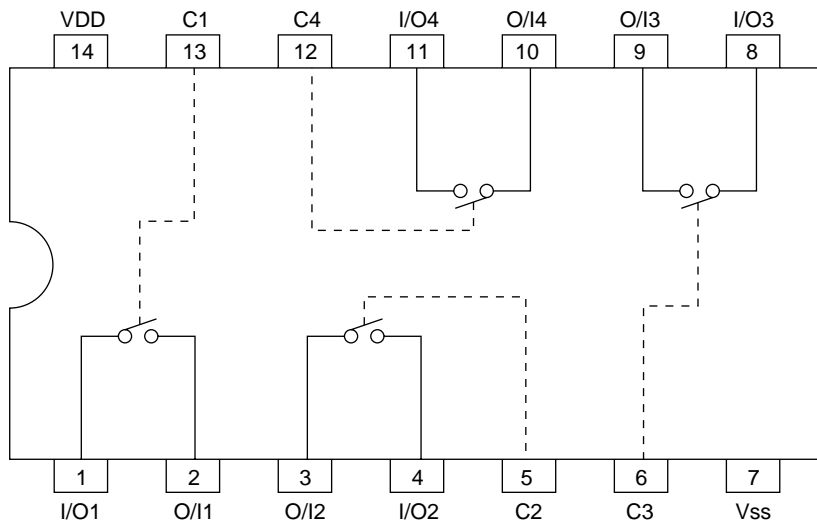 VDD C1 C4 I/O4 O/I4 O/I3 I/O3
14 13 12 11 10 9 8
1 2 3 4 5 6 7
I/O1 O/I1 O/I2 I/O2 C2 C3 Vss